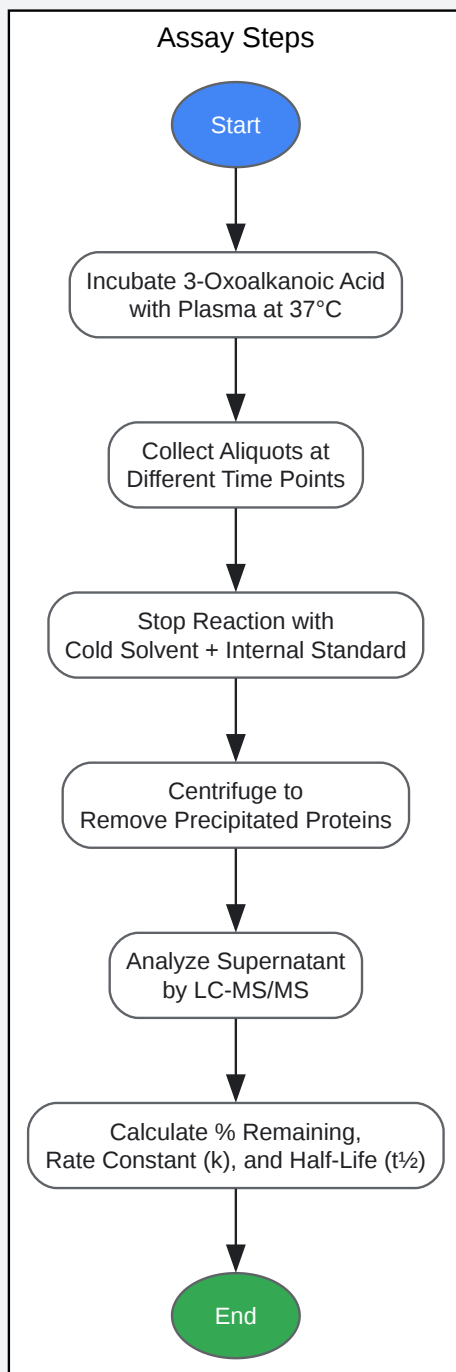 Assay Steps
Start
Incubate 3-Oxoalkanoic Acid
with Plasma at 37°C
Collect Aliquots at
Different Time Points
Stop Reaction with
Cold Solvent + Internal Standard
Centrifuge to
Remove Precipitated Proteins
Analyze Supernatant
by LC-MS/MS
Calculate % Remaining,
Rate Constant (k), and Half-Life (t½)
End